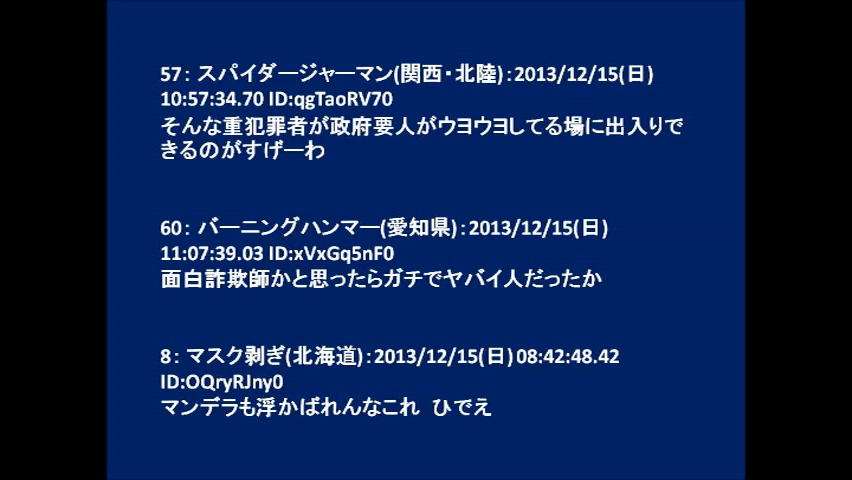 57: スパイダージャーマン(関西・北陸):2013/12/15(日)
10:57:34.70 ID:qgTaoRV70
そんな重犯罪者が政府要人がウヨウヨしてる場に出入りで
きるのがすげーわ
60: バーニングハンマー(愛知県):2013/12/15(日)
11:07:39.03 ID:xVxGq5nF0
面白詐欺師かと思ったらガチでヤバイ人だったか
8: マスク剥ぎ(北海道):2013/12/15(日) 08:42:48.42
ID:OQryRJny0
マンデラも浮かばれんなこれ ひでえ